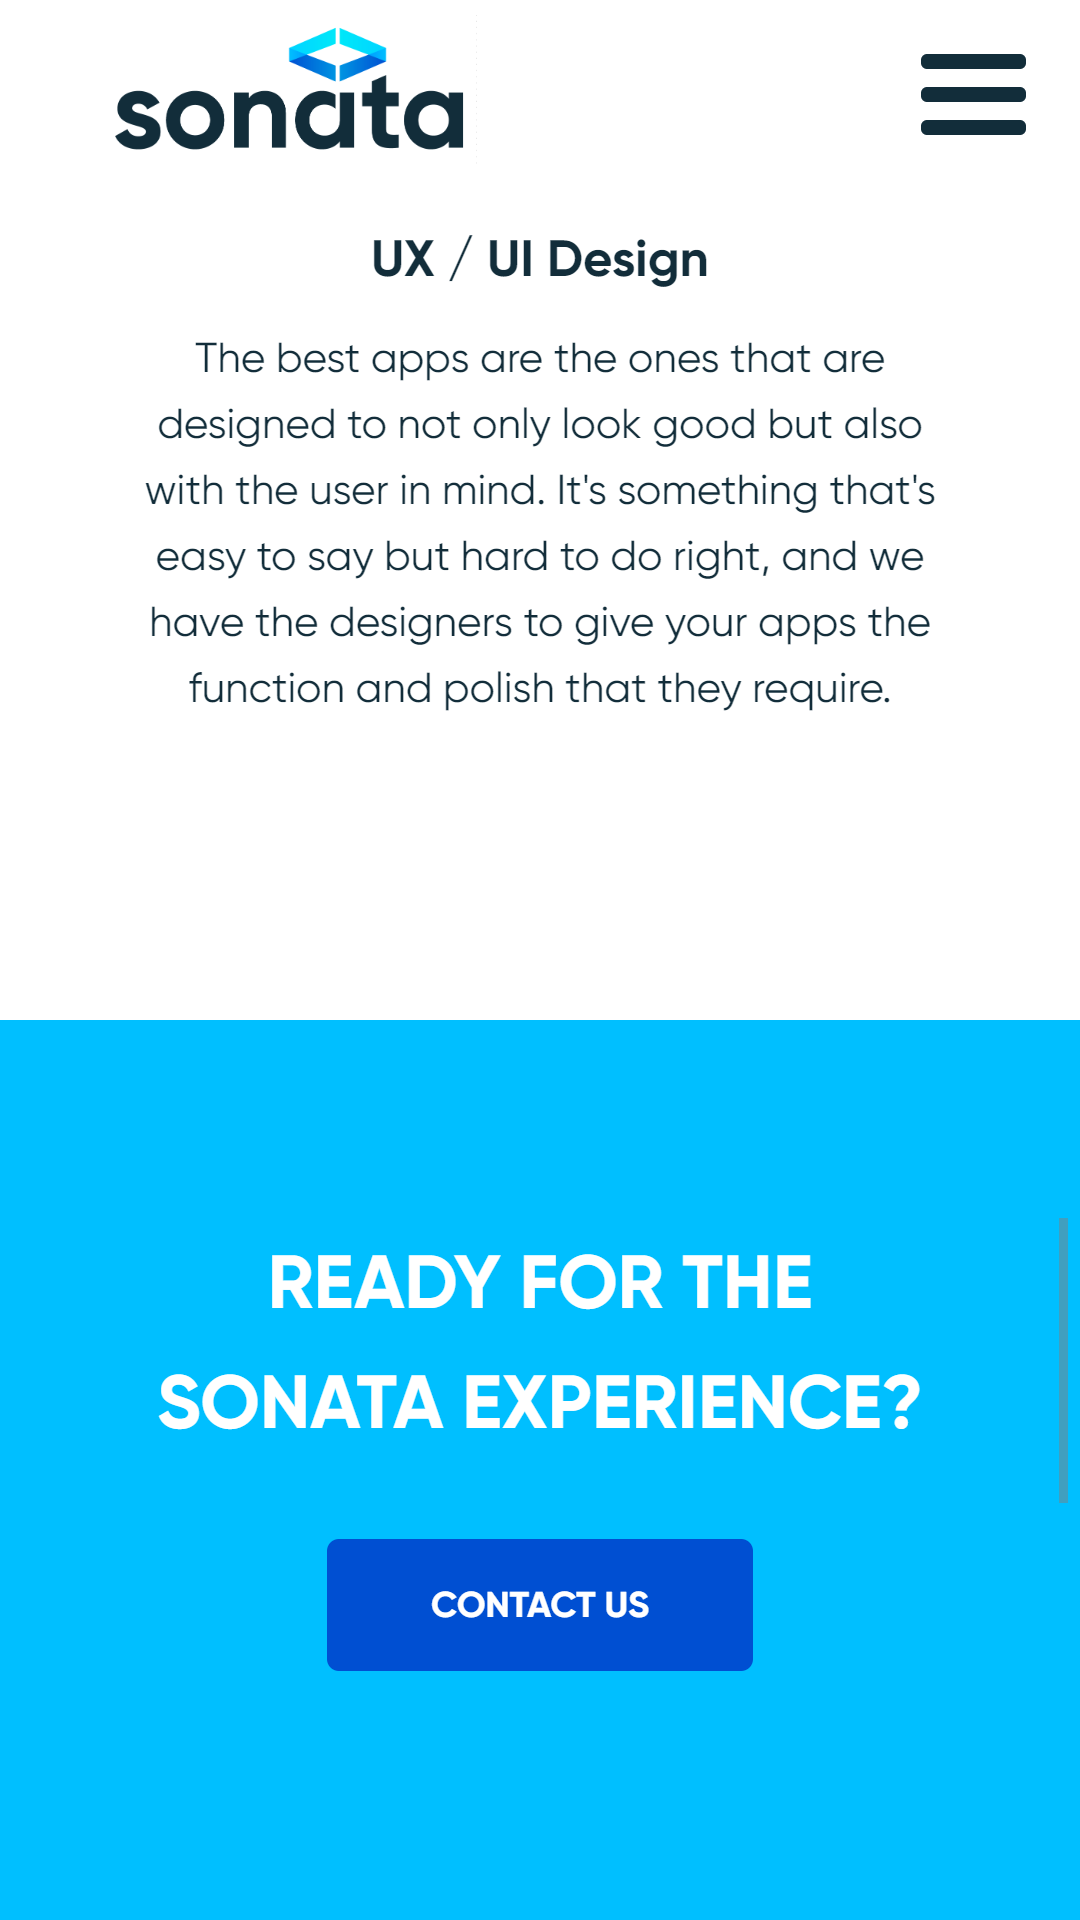 sonata
UX / UI Design
The best apps are the ones that are
designed to not only look good but also
with the user in mind. It's something that's
easy to say but hard to do right, and we
have the designers to give your apps the
function and polish that they require.
READY FOR THE
SONATA EXPERIENCE?
CONTACT US